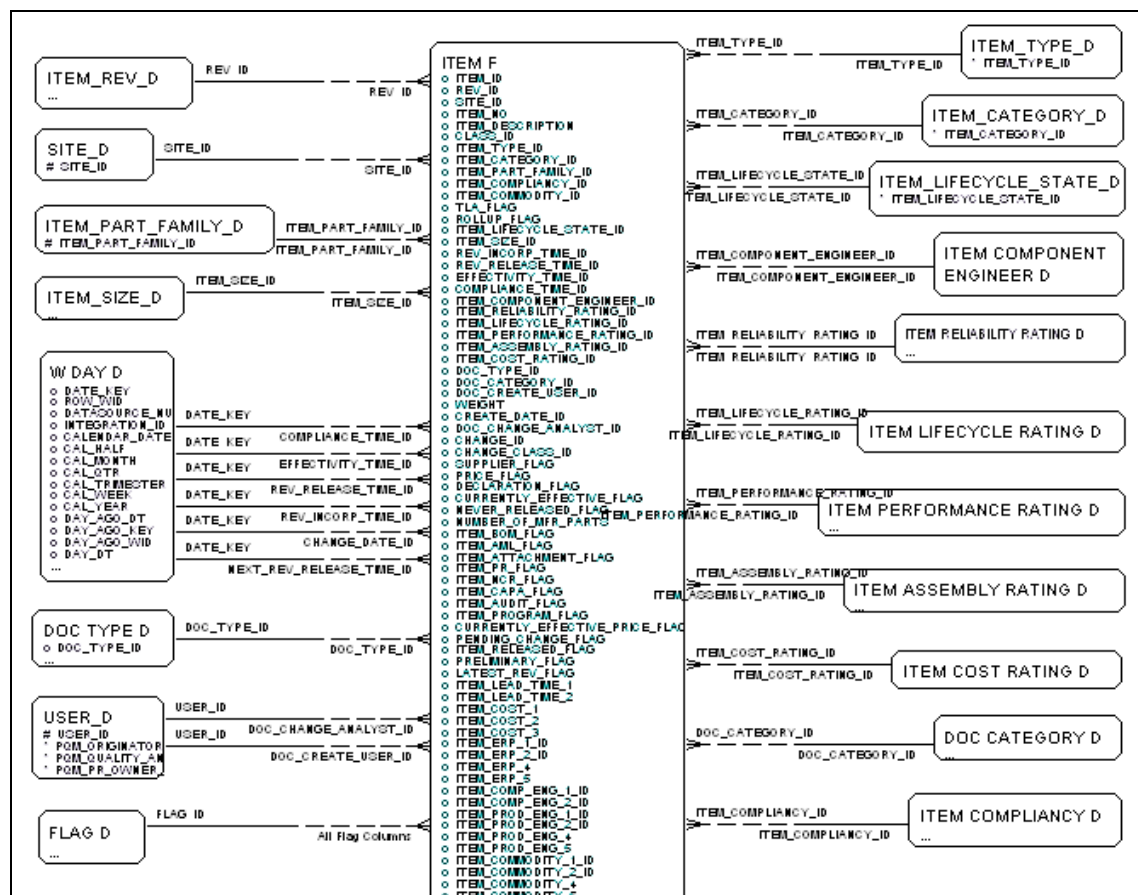 ITEM_REV_D
...
REV_ID
REV_ID
SITE_D
# SITE_ID
SITE_ID
SITE_ID
ITEM_PART_FAMILY_D
# ITEM_PART_FAMILY_ID
ITEM_PART_FAMILY_ID
ITEM_PART_FAMILY_ID
ITEM_SIZE_D
...
ITEM_SIZE_ID
ITEM_SIZE_ID
W DAY D
DATE_KEY
ROW_WID
DATASOURCE_NU
INTEGRATION_ID
CALENDAR_DATE
CAL_HALF
CAL_MONTH
CAL_QTR
CAL_TRIMESTER
CAL_WEEK
CAL_YEAR
DAY_AGO_DT
DAY_AGO_KEY
DAY_AGO_WID
DAY_DT
...
DATE_KEY
COMPLIANCE_TIME_ID
DATE_KEY
EFFECTIVITY_TIME_ID
DATE_KEY
REV_RELEASE_TIME_ID
DATE_KEY
REV_INCORP_TIME_ID
DATE_KEY
CHANGE_DATE_ID
DATE_KEY
NEXT_REV_RELEASE_TIME_ID
DOC TYPE D
DOC_TYPE_ID
...
DOC_TYPE_ID
DOC_TYPE_ID
USER_D
# USER_ID
* PQM_ORIGINATOR
* PQM_QUALITY_AN
* PQM_PR_OWNER_
USER_ID
DOC_CHANGE_ANALYST_ID
USER_ID
DOC_CREATE_USER_ID
FLAG D
...
FLAG ID
All Flag Columns
ITEM F
ITEM_ID
REV_ID
SITE_ID
ITEM_NO
ITEM_DESCRIPTION
CLASS_ID
ITEM_TYPE_ID
ITEM_CATEGORY_ID
ITEM_PART_FAMILY_ID
ITEM_COMPLIANCY_ID
ITEM_COMMODITY_ID
TLA_FLAG
ROLLUP_FLAG
ITEM_LIFECYCLE_STATE_ID
ITEM_SIZE_ID
REV_INCORP_TIME_ID
REV_RELEASE_TIME_ID
EFFECTIVITY_TIME_ID
COMPLIANCE_TIME_ID
ITEM_COMPONENT_ENGINEER_ID
ITEM_RELIABILITY_RATING_ID
ITEM_LIFECYCLE_RATING_ID
ITEM_PERFORMANCE_RATING_ID
ITEM_ASSEMBLY_RATING_ID
ITEM_COST_RATING_ID
DOC_TYPE_ID
DOC_CATEGORY_ID
DOC_CREATE_USER_ID
WEIGHT
CREATE_DATE_ID
DOC_CHANGE_ANALYST_ID
CHANGE_ID
CHANGE_CLASS_ID
SUPPLIER_FLAG
PRICE_FLAG
DECLARATION_FLAG
CURRENTLY_EFFECTIVE_FLAG
NEVER_RELEASED_FLAG
NUMBER_OF_MFR_PARTS
ITEM_BOM_FLAG
ITEM_AML_FLAG
ITEM_ATTACHMENT_FLAG
ITEM_PR_FLAG
ITEM_NCR_FLAG
ITEM_CAPA_FLAG
ITEM_AUDIT_FLAG
ITEM_PROGRAM_FLAG
CURRENTLY_EFFECTIVE_PRICE_FLAG
PENDING_CHANGE_FLAG
ITEM_RELEASED_FLAG
PRELIMINARY_FLAG
LATEST_REV_FLAG
ITEM_LEAD_TIME_1
ITEM_LEAD_TIME_2
ITEM_COST_1
ITEM_COST_2
ITEM_COST_3
ITEM_ERP_1_ID
ITEM_ERP_2_ID
ITEM_ERP_4
ITEM_ERP_5
ITEM_COMP_ENG_1_ID
ITEM_COMP_ENG_2_ID
ITEM_PROD_ENG_1_ID
ITEM_PROD_ENG_2_ID
ITEM_PROD_ENG_4
ITEM_PROD_ENG_5
ITEM_COMMODITY_1_ID
ITEM_COMMODITY_2_ID
ITEM_COMMODITY_4
ITEM_TYPE_ID
ITEM_TYPE_ID
ITEM_TYPE_D
* ITEM_TYPE_ID
ITEM_CATEGORY_ID
ITEM_CATEGORY_ID
ITEM_CATEGORY_D
* ITEM_CATEGORY_ID
ITEM_LIFECYCLE_STATE_ID
ITEM_LIFECYCLE_STATE_ID
ITEM_LIFECYCLE_STATE_D
* ITEM_LIFECYCLE_STATE_ID
ITEM_COMPONENT_ENGINEER_ID
ITEM_COMPONENT_ENGINEER_ID
ITEM COMPONENT
ENGINEER D
ITEM RELIABILITY RATING ID
ITEM RELIABILITY RATING ID
ITEM RELIABILITY RATING D
...
ITEM_LIFECYCLE_RATING_ID
ITEM_LIFECYCLE_RATING_ID
ITEM LIFECYCLE RATING D
ITEM_PERFORMANCE_RATING_ID
ITEM_PERFORMANCE_RATING_ID
ITEM PERFORMANCE RATING D
...
ITEM_ASSEMBLY_RATING_ID
ITEM_ASSEMBLY_RATING_ID
ITEM ASSEMBLY RATING D
...
ITEM_COST_RATING_ID
ITEM_COST_RATING_ID
ITEM COST RATING D
DOC_CATEGORY_ID
DOC_CATEGORY_ID
DOC CATEGORY D
...
ITEM_COMPLIANCY_ID
ITEM_COMPLIANCY_ID
ITEM COMPLIANCY D
...